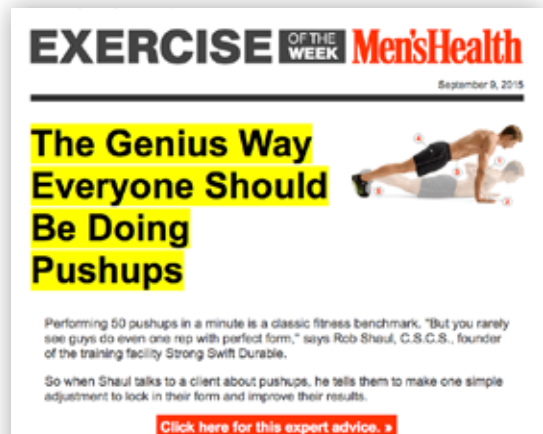 EXERCISE OF THE WEEK Men'sHealth
September 9, 2015
The Genius Way
Everyone Should
Be Doing
Pushups
Performing 50 pushups in a minute is a classic fitness benchmark. "But you rarely
see guys do even one rep with perfect form," says Rob Shaul, C.S.C.S., founder
of the training facility Strong Swift Durable.
So when Shaul talks to a client about pushups, he tells them to make one simple
adjustment to lock in their form and improve their results.
Click here for this expert advice. »